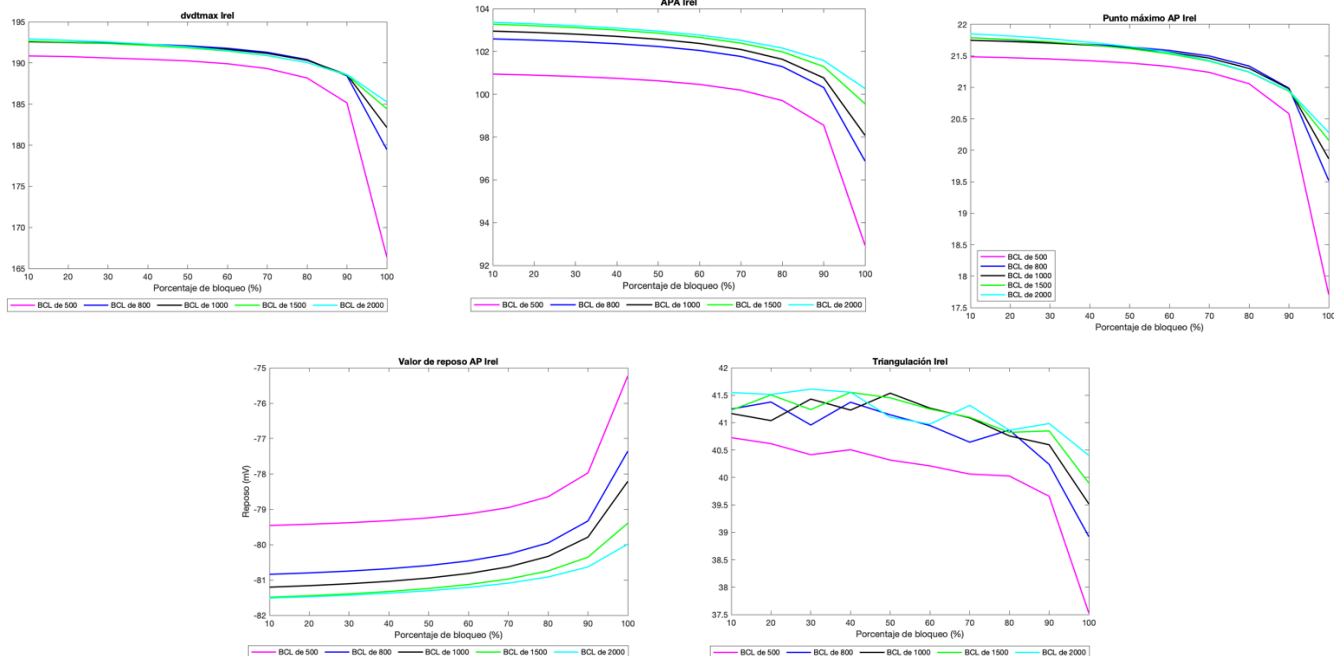 dvdtmax Irel
195
190
185
180
175
170
165
10 20 30 40 50 60 70 80 90 100
Porcentaje de bloqueo (%)
BCL de 500 BCL de 800 BCL de 1000 BCL de 1500 BCL de 2000
APA Irel
104
102
100
98
96
94
92
10 20 30 40 50 60 70 80 90 100
Porcentaje de bloqueo (%)
BCL de 500 BCL de 800 BCL de 1000 BCL de 1500 BCL de 2000
Punto máximo AP Irel
22
21.5
21
20.5
20
19.5
19
18.5
18
17.5
BCL de 500
BCL de 800
BCL de 1000
BCL de 1500
BCL de 2000
10 20 30 40 50 60 70 80 90 100
Porcentaje de bloqueo (%)
Valor de reposo AP Irel
-75
-76
-77
-78
-79
-80
-81
-82
Reposo (mV)
10 20 30 40 50 60 70 80 90 100
Porcentaje de bloqueo (%)
BCL de 500 BCL de 800 BCL de 1000 BCL de 1500 BCL de 2000
Triangulación Irel
42
41.5
41
40.5
40
39.5
39
38.5
38
37.5
10 20 30 40 50 60 70 80 90 100
Porcentaje de bloqueo (%)
BCL de 500 BCL de 800 BCL de 1000 BCL de 1500 BCL de 2000